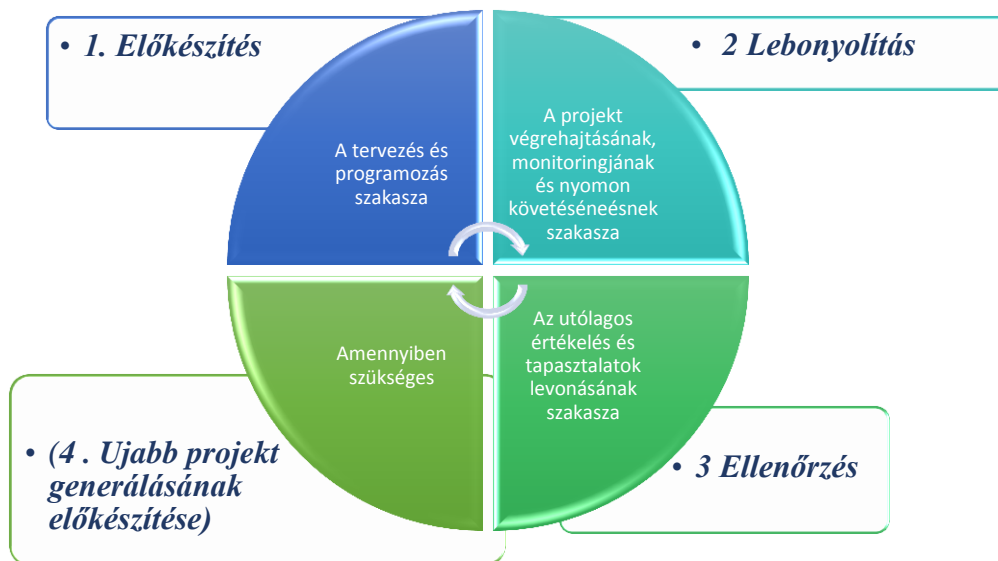 • 1. Előkészítés
• 2 Lebonyolítás
A tervezés és
programozás
szakasza
A projekt
végrehajtásának,
monitoringjának
és nyomon
követéséneésnek
szakasza
Amennyiben
szükséges
Az utólagos
értékelés és
tapasztalatok
levonásának
szakasza
• (4 . Ujabb projekt
generálásának
előkészítése)
• 3 Ellenőrzés